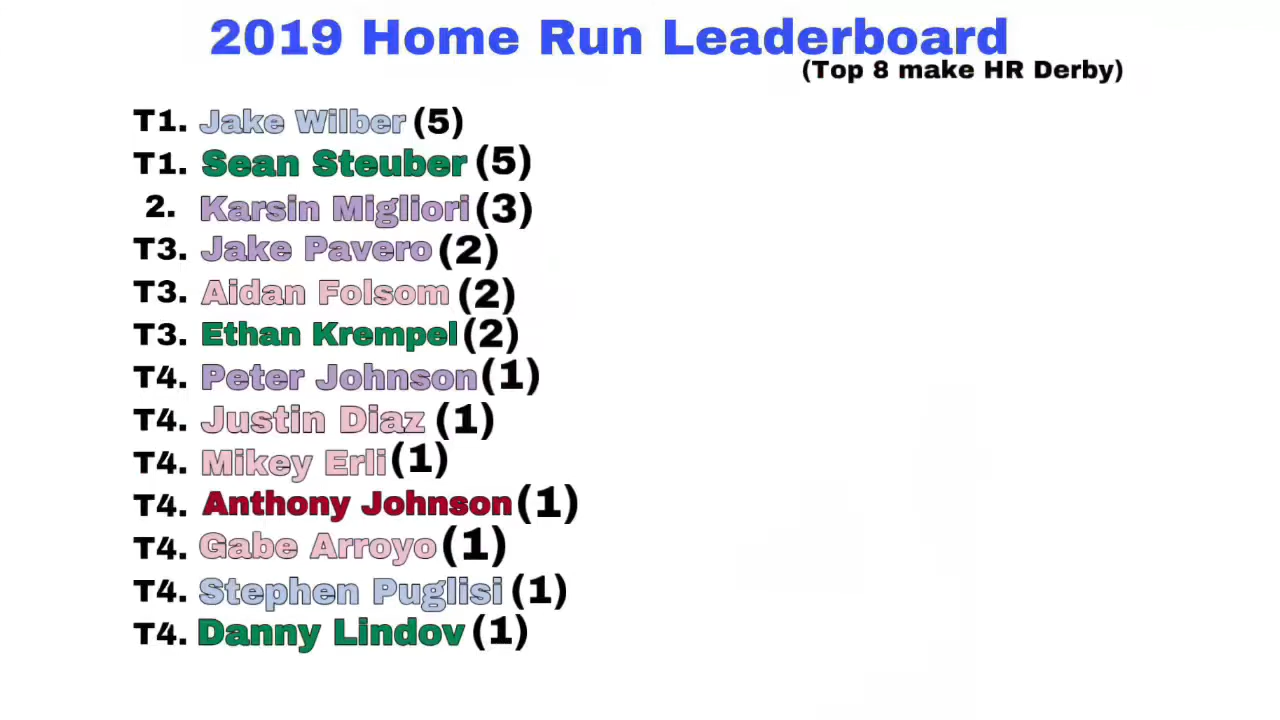 2019 Home Run Leaderboard
(Top 8 make HR Derby)
T1. Jake Wilber (5)
T1. Sean Steuber (5)
2. Karsin Migliori (3)
T3. Jake Pavero (2)
T3. Aidan Folsom (2)
T3. Ethan Krempel (2)
T4. Peter Johnson (1)
T4. Justin Diaz (1)
T4. Mikey Erli (1)
T4. Anthony Johnson (1)
T4. Gabe Arroyo (1)
T4. Stephen Puglisi (1)
T4. Danny Lindov (1)